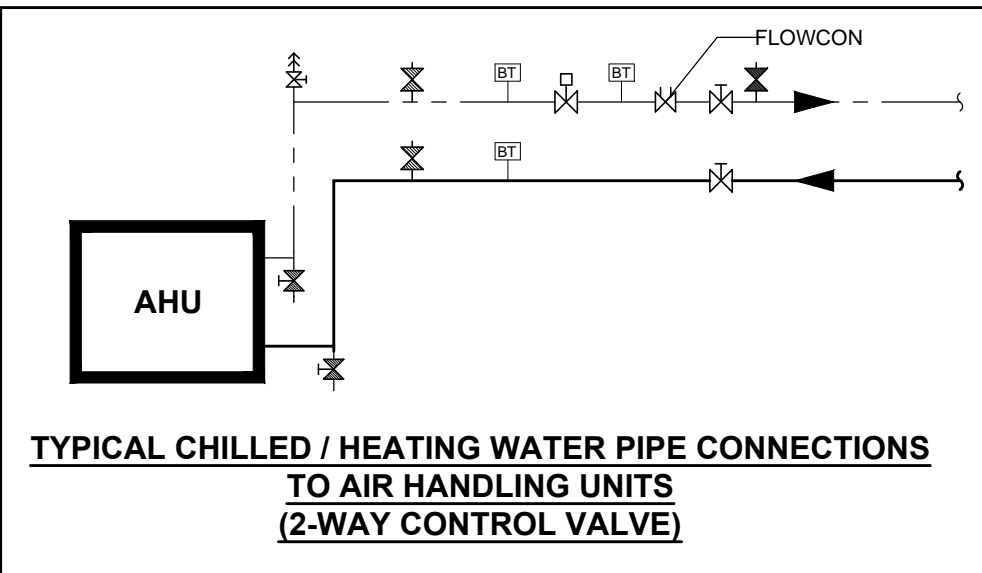 FLOWCON
BT
BT
BT
AHU
TYPICAL CHILLED / HEATING WATER PIPE CONNECTIONS
TO AIR HANDLING UNITS
(2-WAY CONTROL VALVE)